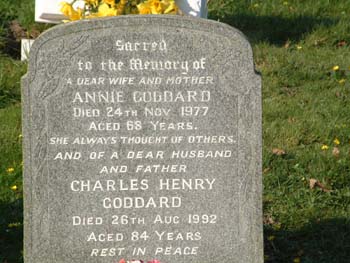 Sacred
to the Memory of
A DEAR WIFE AND MOTHER
ANNIE GODDARD
DIED 24TH NOV 1977
AGED 68 YEARS.
SHE ALWAYS THOUGHT OF OTHERS.
AND OF A DEAR HUSBAND
AND FATHER
CHARLES HENRY
GODDARD
DIED 26TH AUG 1992
AGED 84 YEARS
REST IN PEACE